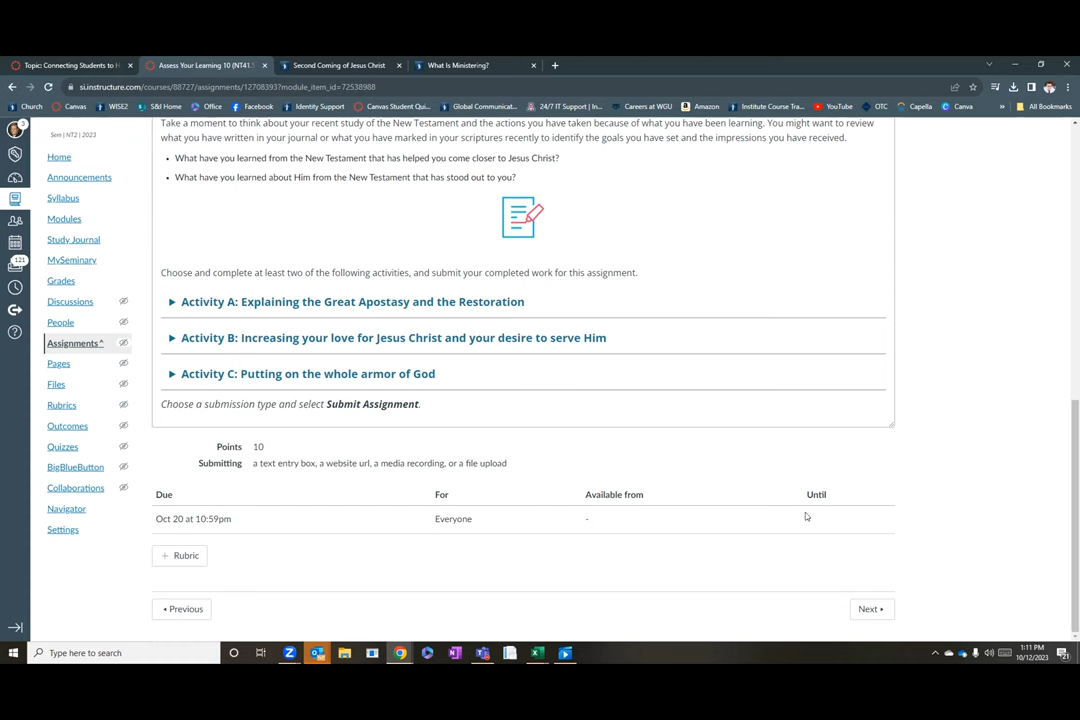 Topic: Connecting Students to H
Assess Your Learning 10 (NT41.
Second Coming of Jesus Christ
What Is Ministering?
si.instructure.com/courses/88727/assignments/12708393?module_item_id=72538988
Church
Canvas
WISE2
S&I Home
Office
Facebook
Identity Support
Canvas Student Qui...
Global Communicat...
24/7 IT Support | In...
Careers at WGU
Amazon
Institute Course Tra...
YouTube
OTC
Capella
Canva
»
All Bookmarks
3
Sem | NT2 | 2023
Home
Announcements
Syllabus
Modules
Study Journal
MySeminary
121
Grades
Discussions
People
Assignments ^
Pages
Files
Rubrics
Outcomes
Quizzes
BigBlueButton
Collaborations
Navigator
Settings
Take a moment to think about your recent study of the New Testament and the actions you have taken because of what you have been learning. You might want to review
what you have written in your journal or what you have marked in your scriptures recently to identify the goals you have set and the impressions you have received.
• What have you learned from the New Testament that has helped you come closer to Jesus Christ?
• What have you learned about Him from the New Testament that has stood out to you?
Choose and complete at least two of the following activities, and submit your completed work for this assignment.
Activity A: Explaining the Great Apostasy and the Restoration
Activity B: Increasing your love for Jesus Christ and your desire to serve Him
Activity C: Putting on the whole armor of God
Choose a submission type and select Submit Assignment.
Points 10
Submitting a text entry box, a website url, a media recording, or a file upload
Due For Available from Until
Oct 20 at 10:59pm Everyone -
+ Rubric
Previous
Next
Type here to search
1:11 PM
10/12/2023